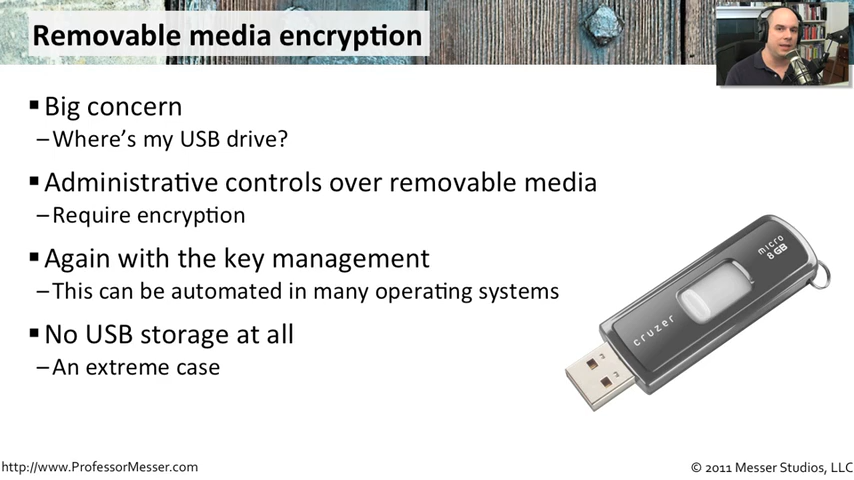 Removable media encryption
▪Big concern
–Where's my USB drive?
▪Administrative controls over removable media
–Require encryption
▪Again with the key management
–This can be automated in many operating systems
▪No USB storage at all
–An extreme case
micro
8 GB
cruzer
http://www.ProfessorMesser.com
© 2011 Messer Studios, LLC